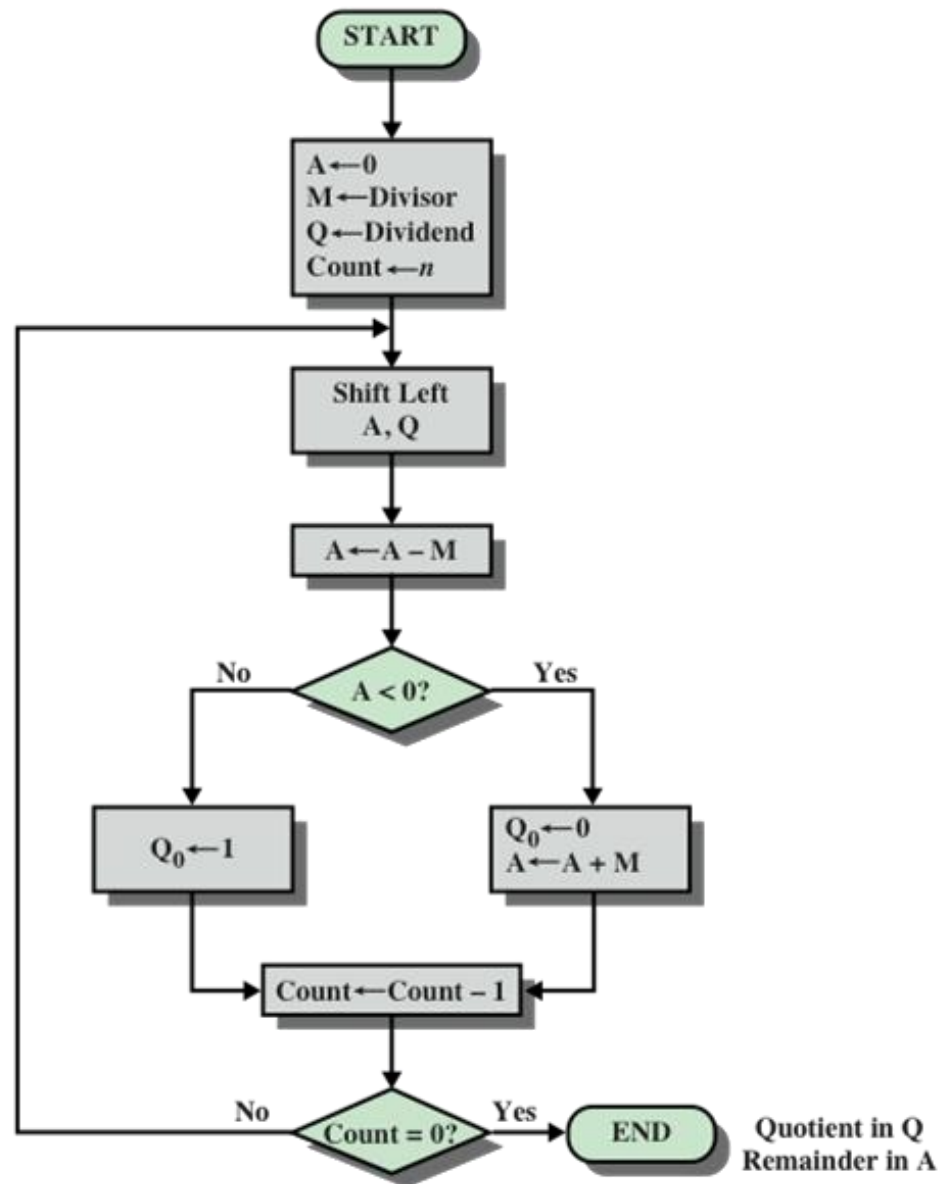 START
A←0
M←Divisor
Q←Dividend
Count←n
Shift Left
A, Q
A←A – M
No
A < 0?
Yes
Q₀←1
Q₀←0
A←A + M
Count←Count – 1
No
Count = 0?
Yes
END
Quotient in Q
Remainder in A